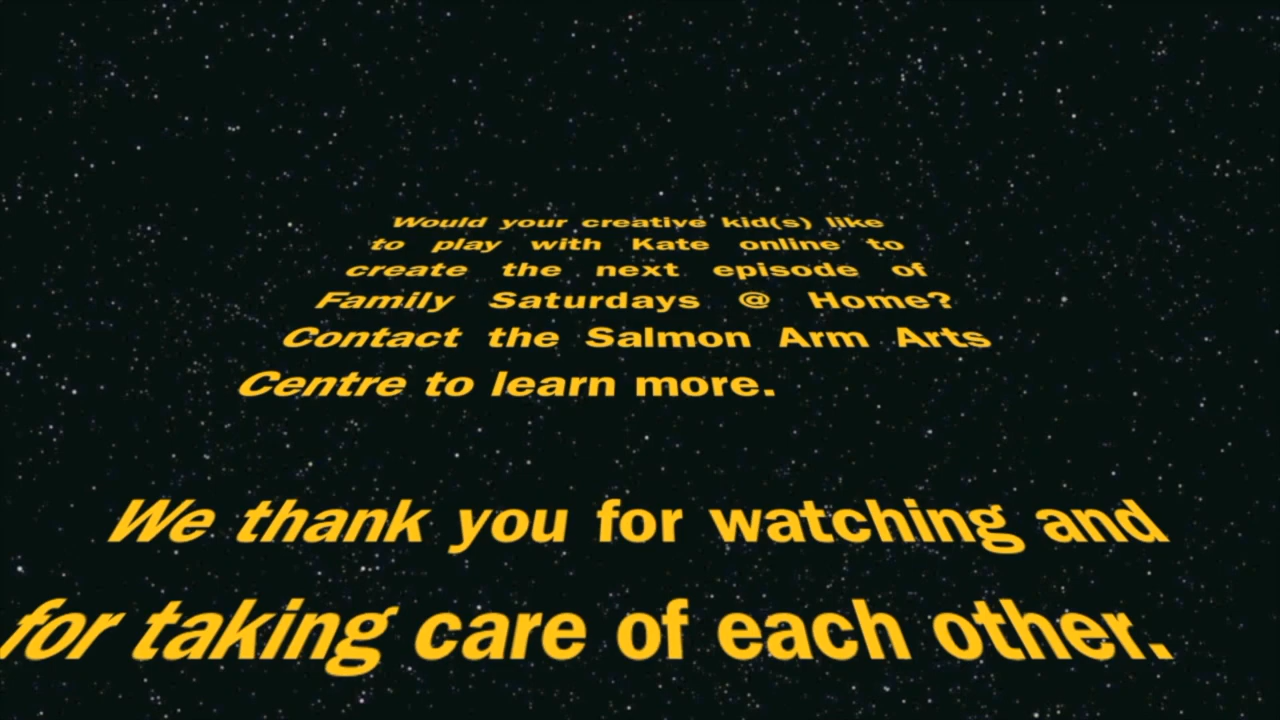 Would your creative kid(s) like
to play with Kate online to
create the next episode of
Family Saturdays @ Home?
Contact the Salmon Arm Arts
Centre to learn more.
We thank you for watching and
for taking care of each other.